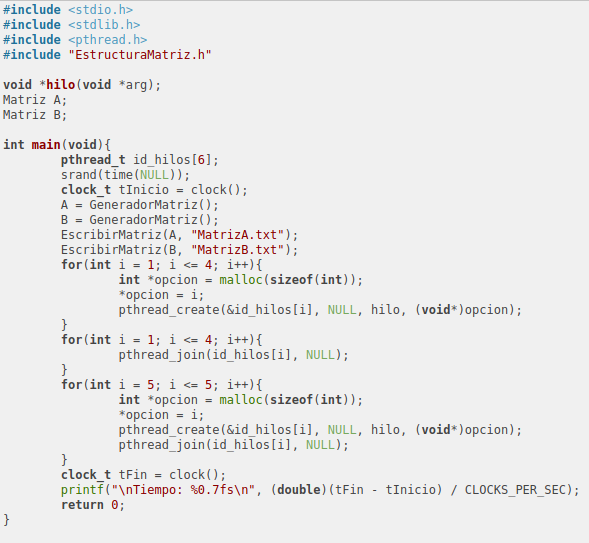 #include <stdio.h>
#include <stdlib.h>
#include <pthread.h>
#include "EstructuraMatriz.h"

void *hilo(void *arg);
Matriz A;
Matriz B;

int main(void){
        pthread_t id_hilos[6];
        srand(time(NULL));
        clock_t tInicio = clock();
        A = GeneradorMatriz();
        B = GeneradorMatriz();
        EscribirMatriz(A, "MatrizA.txt");
        EscribirMatriz(B, "MatrizB.txt");
        for(int i = 1; i <= 4; i++){
                int *opcion = malloc(sizeof(int));
                *opcion = i;
                pthread_create(&id_hilos[i], NULL, hilo, (void*)opcion);
        }
        for(int i = 1; i <= 4; i++){
                pthread_join(id_hilos[i], NULL);
        }
        for(int i = 5; i <= 5; i++){
                int *opcion = malloc(sizeof(int));
                *opcion = i;
                pthread_create(&id_hilos[i], NULL, hilo, (void*)opcion);
                pthread_join(id_hilos[i], NULL);
        }
        clock_t tFin = clock();
        printf("\nTiempo: %0.7fs\n", (double)(tFin - tInicio) / CLOCKS_PER_SEC);
        return 0;
}